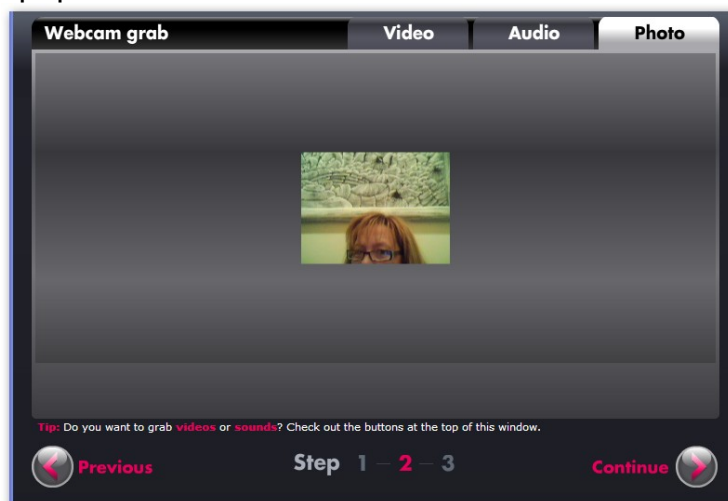 Webcam grab Video Audio Photo
Tip: Do you want to grab videos or sounds? Check out the buttons at the top of this window.
Previous Step 1 – 2 – 3 Continue